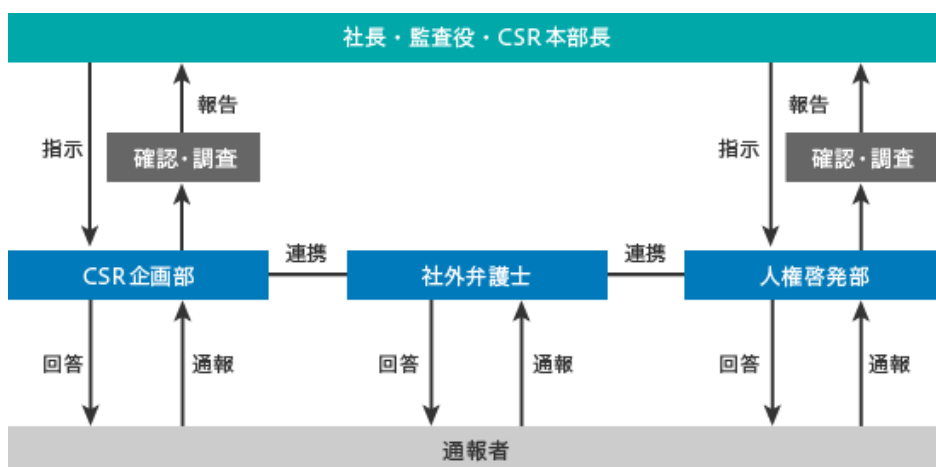 社長・監査役・CSR本部長
報告
報告
指示
確認・調査
指示
確認・調査
連携
連携
CSR企画部
社外弁護士
人権啓発部
回答
通報
回答
通報
回答
通報
通報者